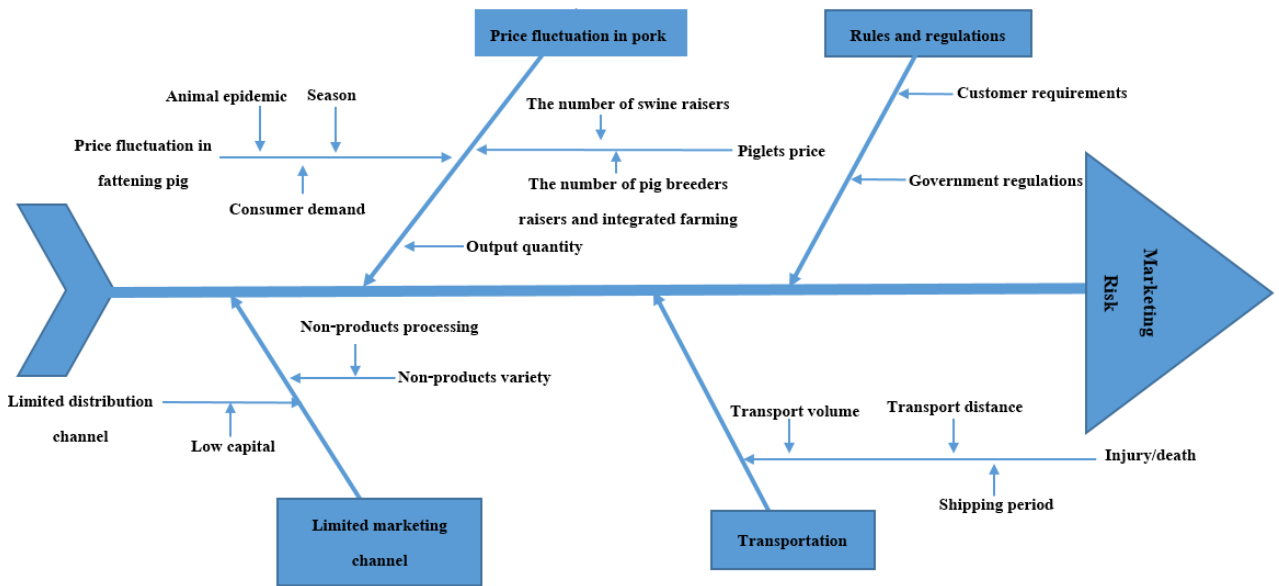 Price fluctuation in pork
Rules and regulations
Animal epidemic
Season
Price fluctuation in
fattening pig
Consumer demand
The number of swine raisers
Piglets price
The number of pig breeders
raisers and integrated farming
Output quantity
Customer requirements
Government regulations
Marketing
Risk
Non-products processing
Non-products variety
Limited distribution
channel
Low capital
Limited marketing
channel
Transport volume
Transport distance
Injury/death
Shipping period
Transportation